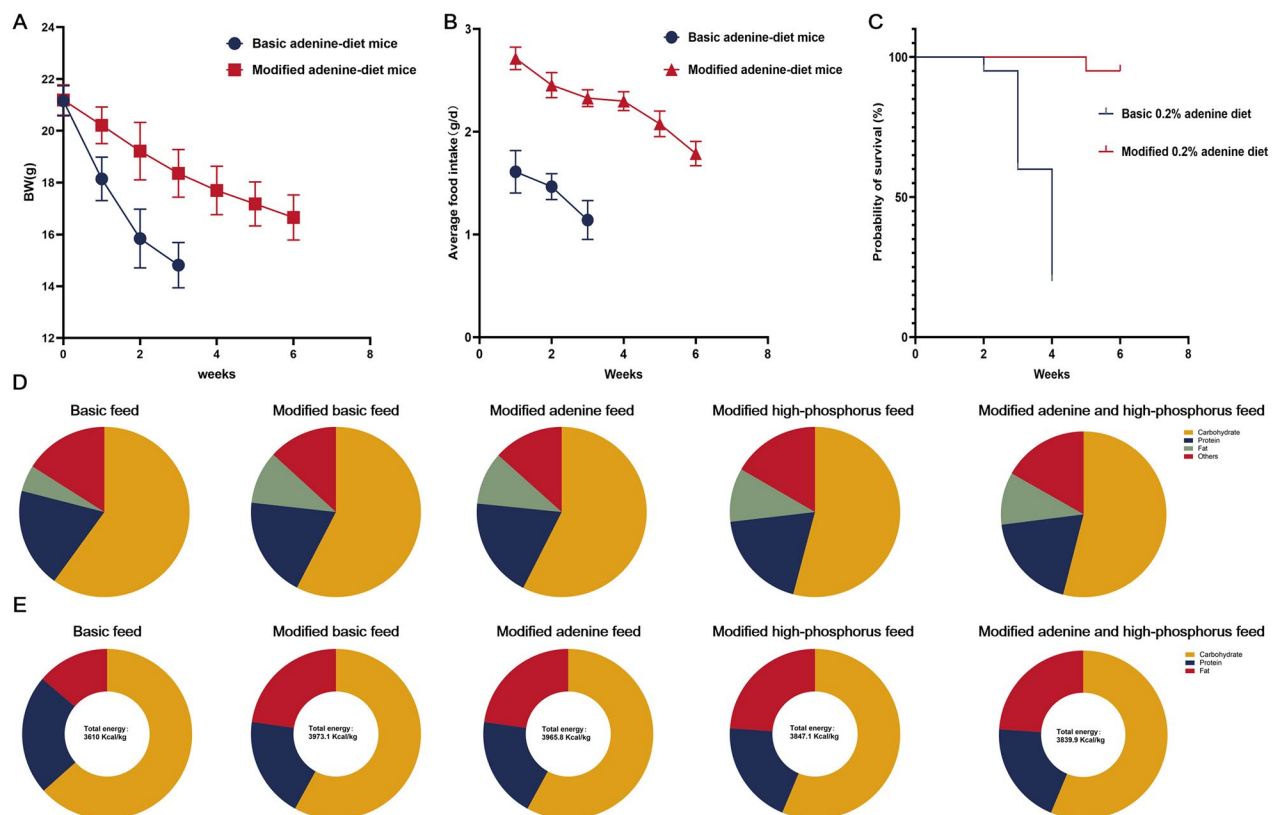 A
Basic adenine-diet mice
Modified adenine-diet mice
BW(g)
22
20
18
16
14
12
0
2
4
6
8
weeks
B
Basic adenine-diet mice
Modified adenine-diet mice
Average food intake (g/d)
3
2
1
0
0
2
4
6
8
Weeks
C
Basic 0.2% adenine diet
Modified 0.2% adenine diet
Probability of survival (%)
100
50
0
0
2
4
6
8
Weeks
D
Basic feed
Modified basic feed
Modified adenine feed
Modified high-phosphorus feed
Modified adenine and high-phosphorus feed
Carbohydrate
Protein
Fat
Others
E
Basic feed
Modified basic feed
Modified adenine feed
Modified high-phosphorus feed
Modified adenine and high-phosphorus feed
Carbohydrate
Protein
Fat
Total energy:
3610 Kcal/kg
Total energy:
3973.1 Kcal/kg
Total energy:
3965.8 Kcal/kg
Total energy:
3847.1 Kcal/kg
Total energy:
3839.9 Kcal/kg